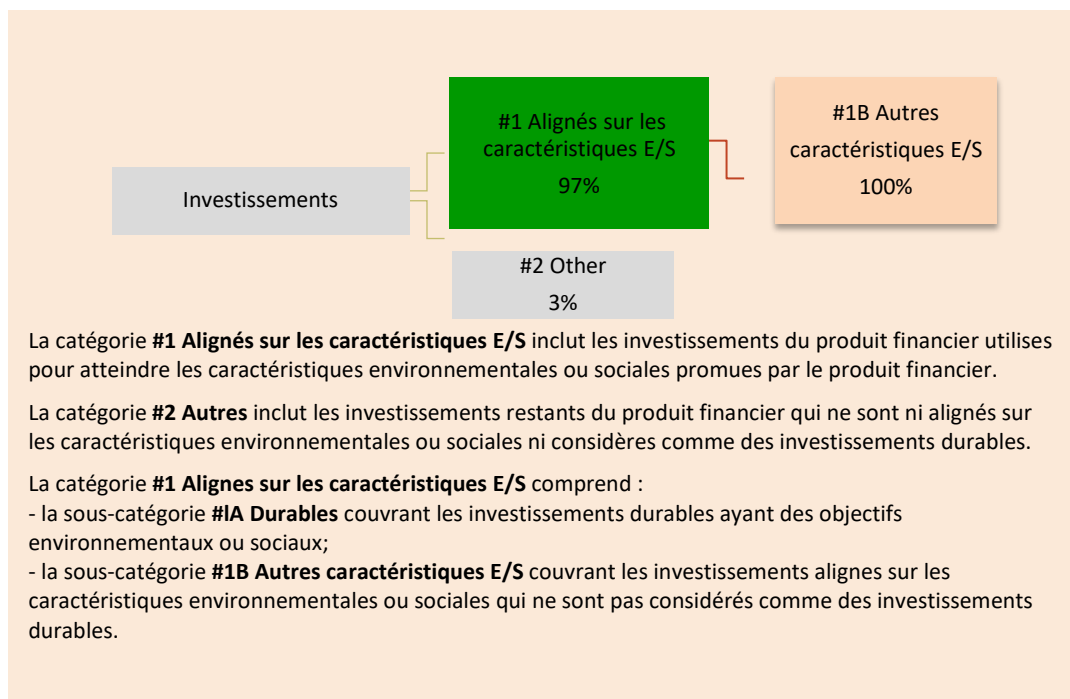 #1 Alignés sur les
caractéristiques E/S
97%
#1B Autres
caractéristiques E/S
100%
Investissements
#2 Other
3%
La catégorie #1 Alignés sur les caractéristiques E/S inclut les investissements du produit financier utilises
pour atteindre les caractéristiques environnementales ou sociales promues par le produit financier.
La catégorie #2 Autres inclut les investissements restants du produit financier qui ne sont ni alignés sur
les caractéristiques environnementales ou sociales ni considères comme des investissements durables.
La catégorie #1 Alignes sur les caractéristiques E/S comprend :
- la sous-catégorie #lA Durables couvrant les investissements durables ayant des objectifs
environnementaux ou sociaux;
- la sous-catégorie #1B Autres caractéristiques E/S couvrant les investissements alignes sur les
caractéristiques environnementales ou sociales qui ne sont pas considérés comme des investissements
durables.